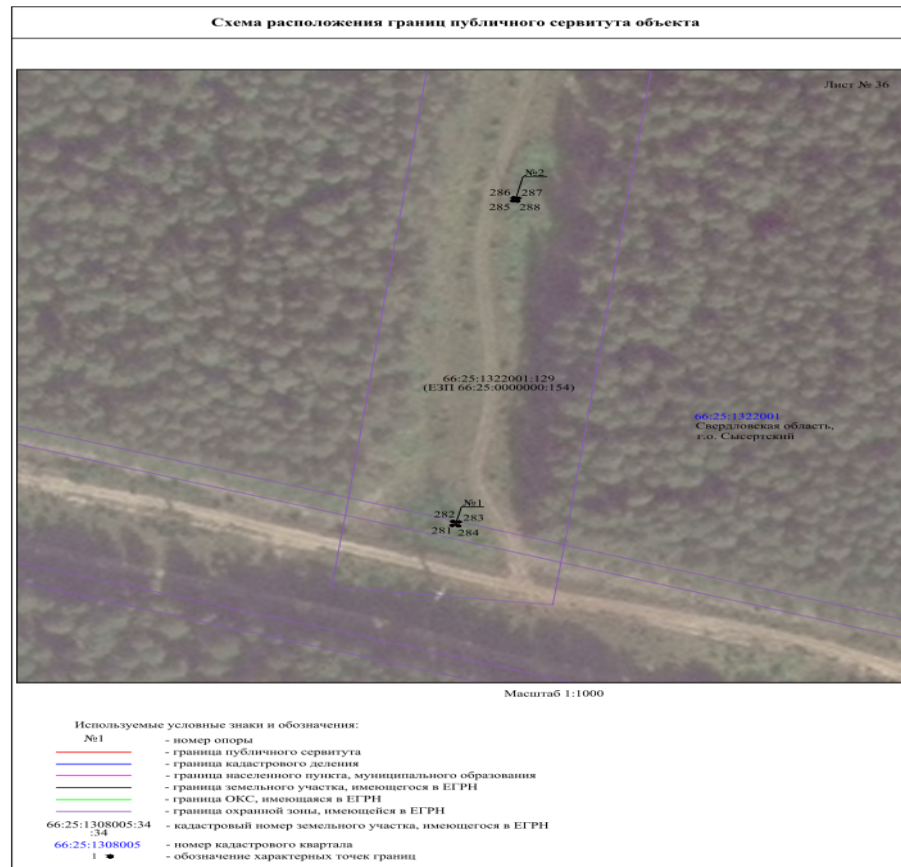 Схема расположения границ публичного сервитута объекта
Лист № 36
№2
286 287
285 288
66:25:1322001:129
(ЕЗП 66:25:0000000:154)
66:25:1322001
Свердловская область,
г.о. Сысертский
№1
282 283
281 284
Масштаб 1:1000
Используемые условные знаки и обозначения:
№1 - номер опоры
- граница публичного сервитута
- граница кадастрового деления
- граница населенного пункта, муниципального образования
- граница земельного участка, имеющегося в ЕГРН
- граница ОКС, имеющаяся в ЕГРН
- граница охранной зоны, имеющейся в ЕГРН
66:25:1308005:34
:34 - кадастровый номер земельного участка, имеющегося в ЕГРН
66:25:1308005 - номер кадастрового квартала
1 - обозначение характерных точек границ